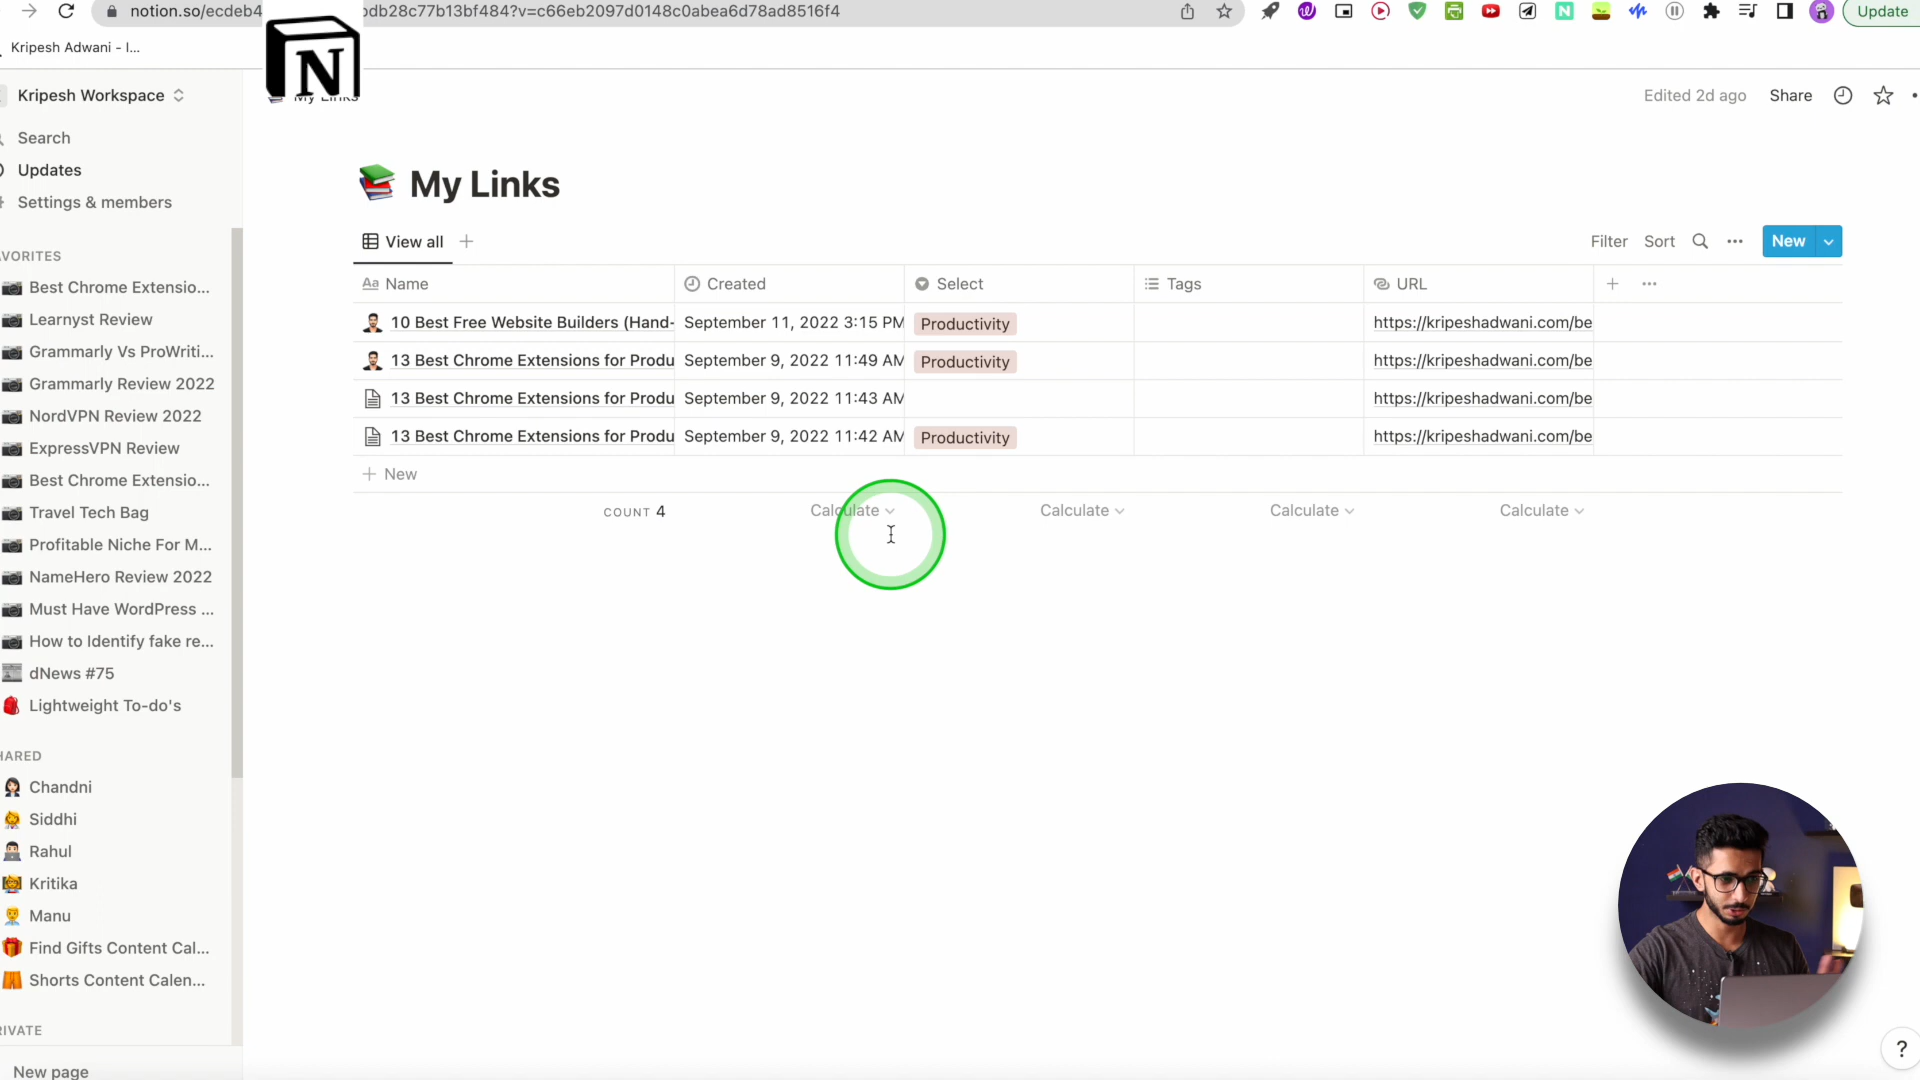 notion.so/ecdeb4
db28c77b13bf484?v=c66eb2097d0148c0abea6d78ad8516f4
Update
Kripesh Adwani - I...
N
Kripesh Workspace
My Links
Edited 2d ago
Share
Search
Updates
Settings & members
My Links
View all
Filter
Sort
New
AVORITES
Aa Name
Created
Select
Tags
URL
Best Chrome Extensio...
Learnyst Review
Grammarly Vs ProWriti...
Grammarly Review 2022
NordVPN Review 2022
ExpressVPN Review
Best Chrome Extensio...
Travel Tech Bag
Profitable Niche For M...
NameHero Review 2022
Must Have WordPress ...
How to Identify fake re...
dNews #75
Lightweight To-do's
10 Best Free Website Builders (Hand- September 11, 2022 3:15 PM Productivity https://kripeshadwani.com/be
13 Best Chrome Extensions for Produ September 9, 2022 11:49 AM Productivity https://kripeshadwani.com/be
13 Best Chrome Extensions for Produ September 9, 2022 11:43 AM https://kripeshadwani.com/be
13 Best Chrome Extensions for Produ September 9, 2022 11:42 AM Productivity https://kripeshadwani.com/be
New
COUNT 4
Calculate
Calculate
Calculate
Calculate
HARED
Chandni
Siddhi
Rahul
Kritika
Manu
Find Gifts Content Cal...
Shorts Content Calen...
RIVATE
New page
?